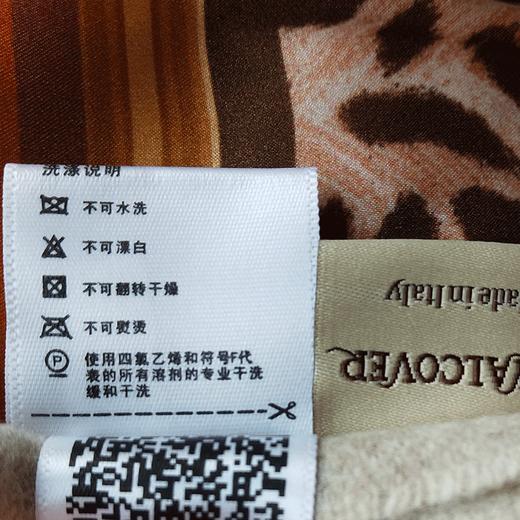 洗涤说明
不可水洗
不可漂白
不可翻转干燥
不可熨烫
P
使用四氯乙烯和符号F代
表的所有溶剂的专业干洗
缓和干洗
VALCOVER
ade in Italy